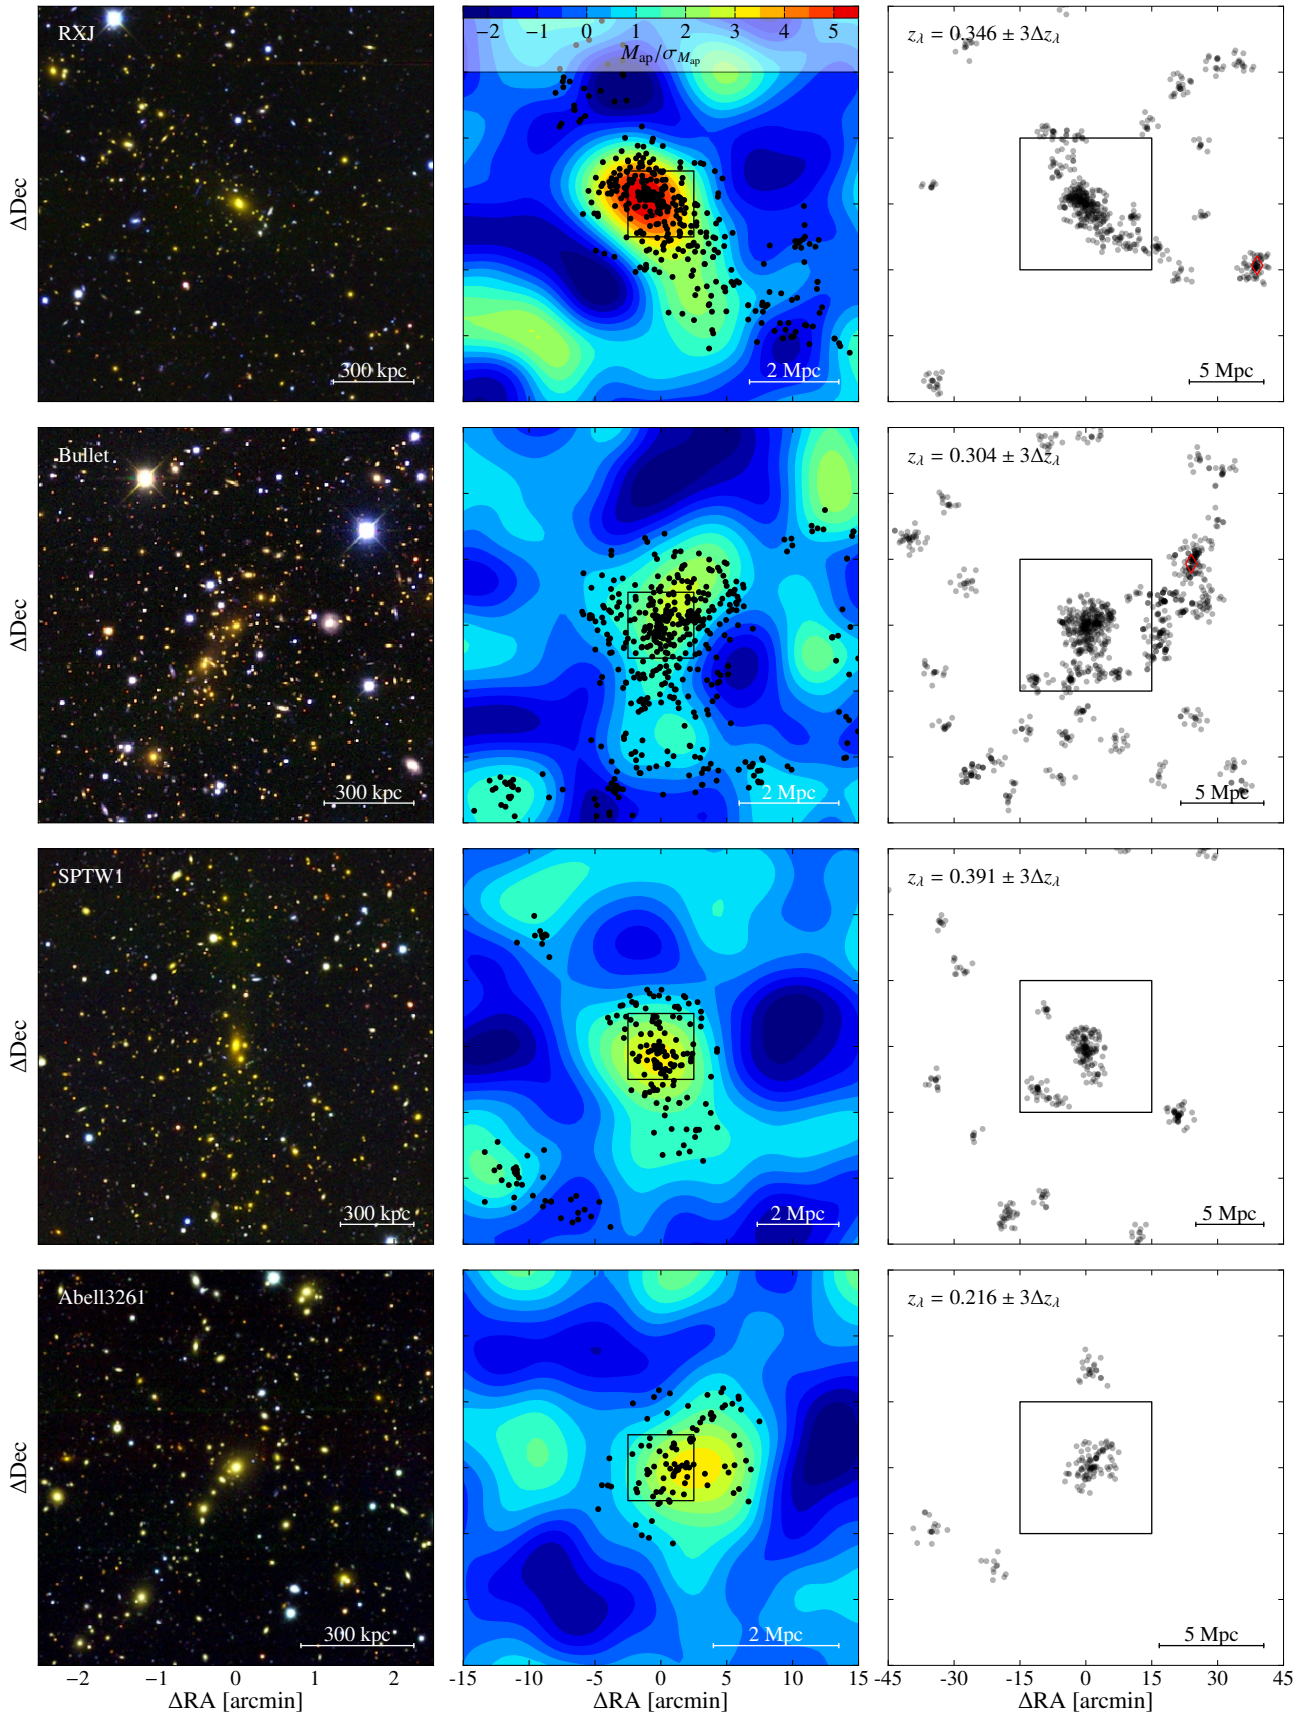 RXJ
−2 −1 0 1 2 3 4 5
M_ap/σ_M_ap
z_λ = 0.346 ± 3Δz_λ
ΔDec
300 kpc
2 Mpc
5 Mpc
Bullet
z_λ = 0.304 ± 3Δz_λ
ΔDec
300 kpc
2 Mpc
5 Mpc
SPTW1
z_λ = 0.391 ± 3Δz_λ
ΔDec
300 kpc
2 Mpc
5 Mpc
Abell3261
z_λ = 0.216 ± 3Δz_λ
ΔDec
300 kpc
2 Mpc
5 Mpc
−2 −1 0 1 2
−15 −10 −5 0 5 10 15
−45 −30 −15 0 15 30 45
ΔRA [arcmin]
ΔRA [arcmin]
ΔRA [arcmin]